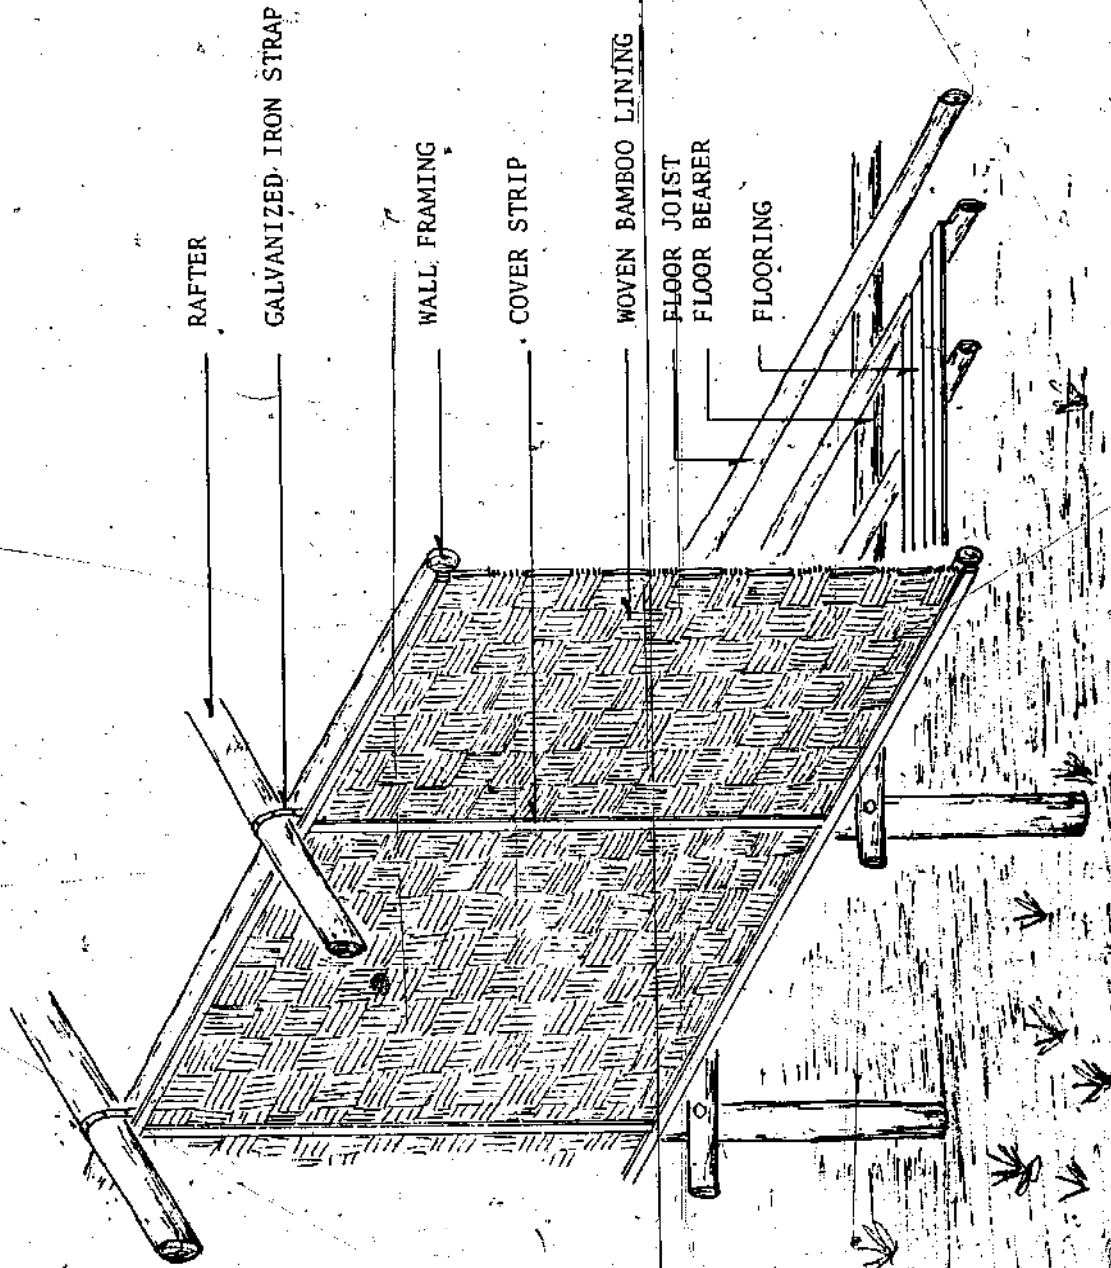 RAFTER
GALVANIZED IRON STRAP
WALL FRAMING
COVER STRIP
WOVEN BAMBOO LINING
FLOOR JOIST
FLOOR BEARER
FLOORING